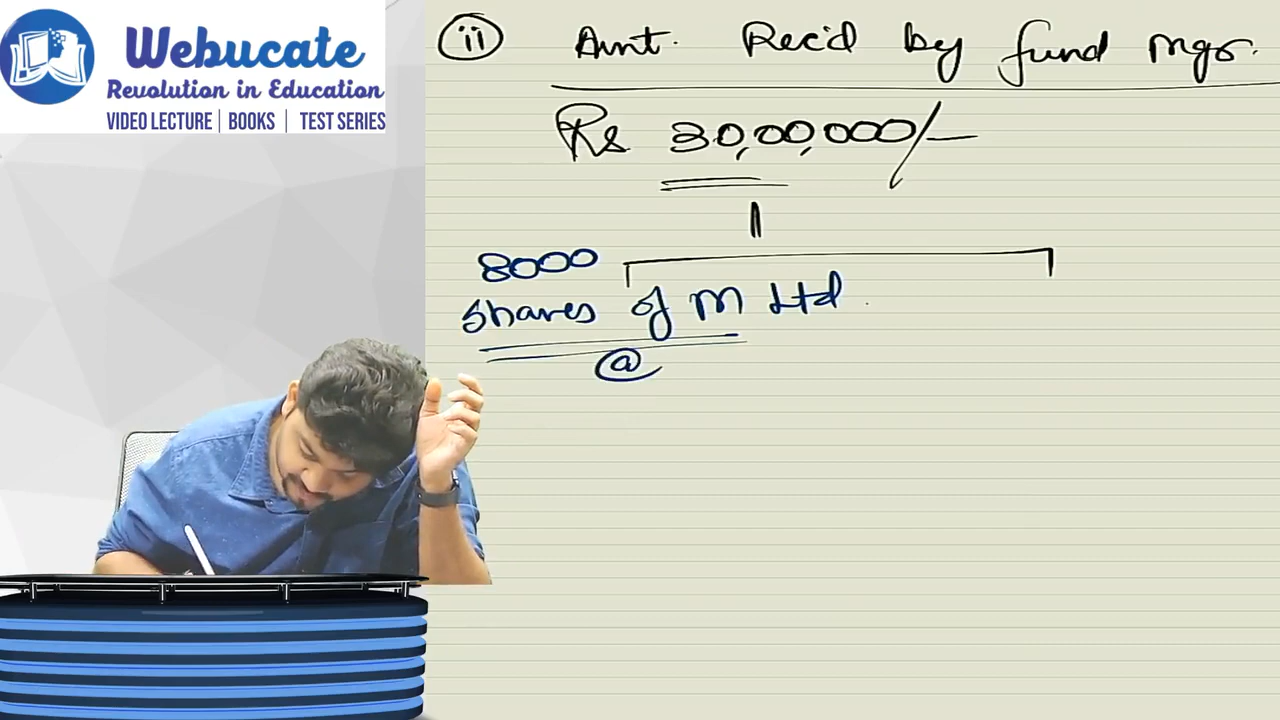 Webucate
Revolution in Education
VIDEO LECTURE | BOOKS | TEST SERIES
(ii) Amt. Rec'd by fund Mgr.
Rs 30,00,000/-
8000
Shares of M Ltd
@